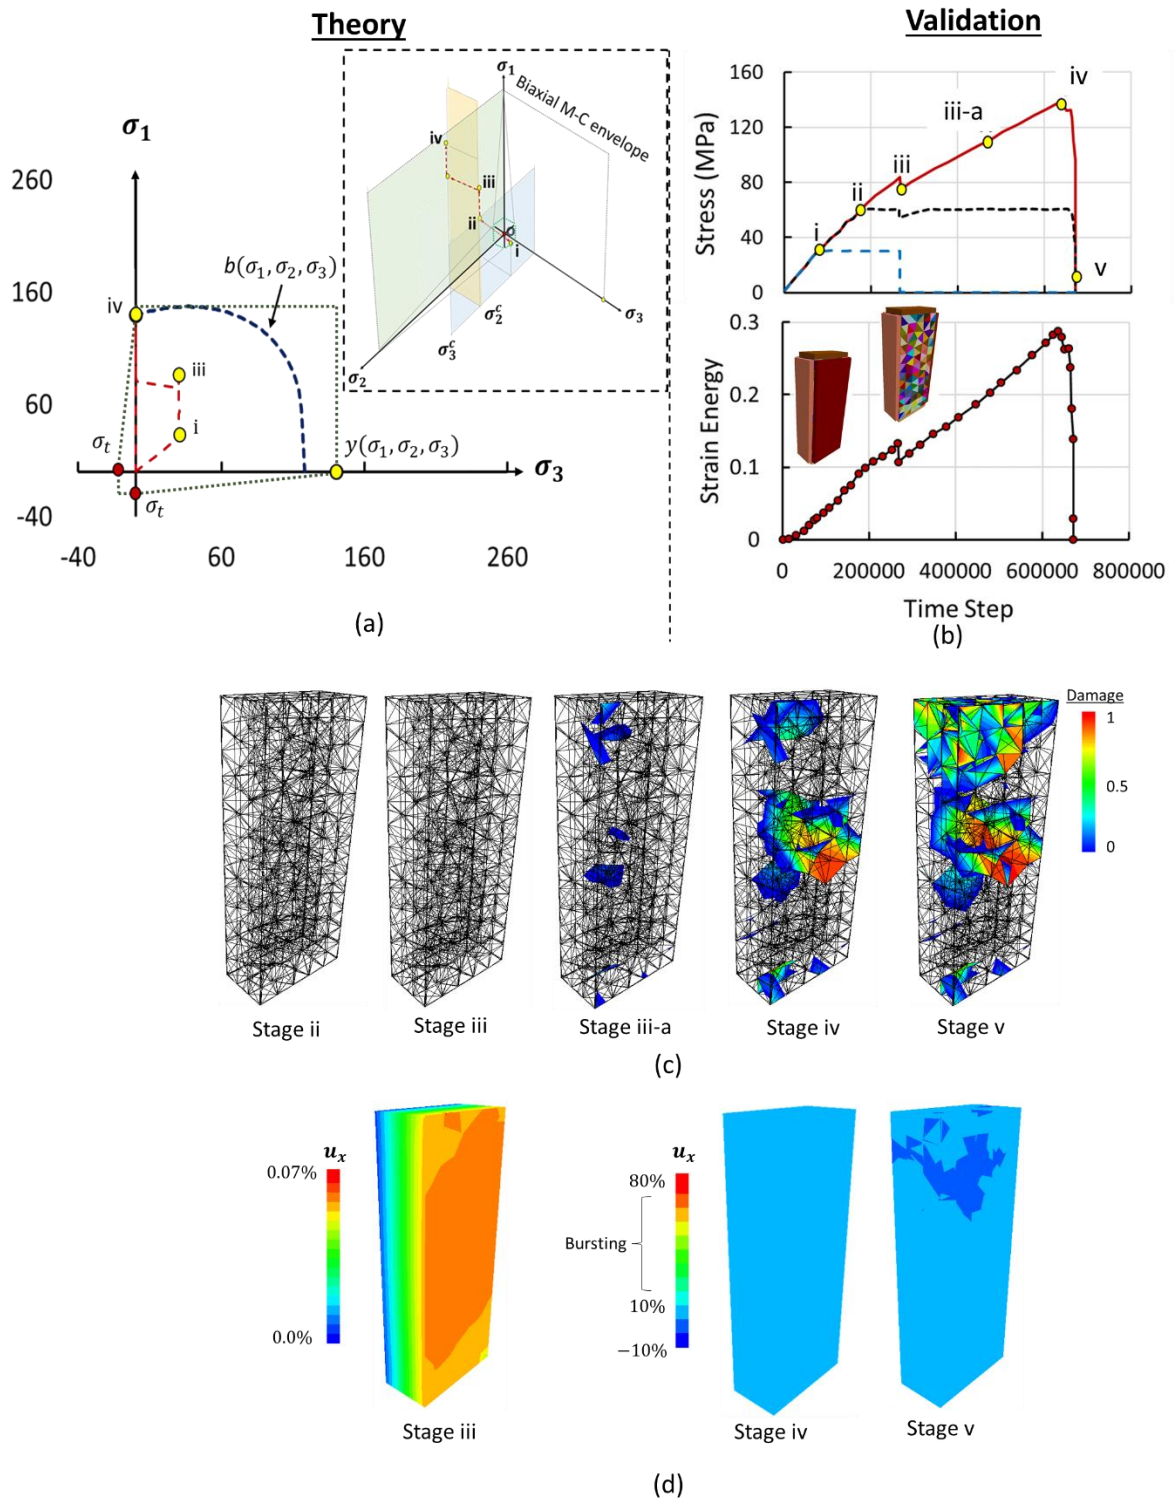 Theory
Validation
σ₁
260
160
60
-40
-40
60
160
260
σ₃
iv
iii
i
σt
σt
b(σ₁, σ₂, σ₃)
y(σ₁, σ₂, σ₃)
σ₁
Biaxial M-C envelope
iv
iii
ii
i
σ
σ₂ᶜ
σ₃ᶜ
σ₃
σ₂
(a)
Stress (MPa)
160
120
80
40
0
i
ii
iii
iii-a
iv
v
Strain Energy
0.3
0.2
0.1
0
0
200000
400000
600000
800000
Time Step
(b)
Damage
1
0.5
0
Stage ii
Stage iii
Stage iii-a
Stage iv
Stage v
(c)
uₓ
0.07%
0.0%
Stage iii
uₓ
80%
Bursting
10%
−10%
Stage iv
Stage v
(d)